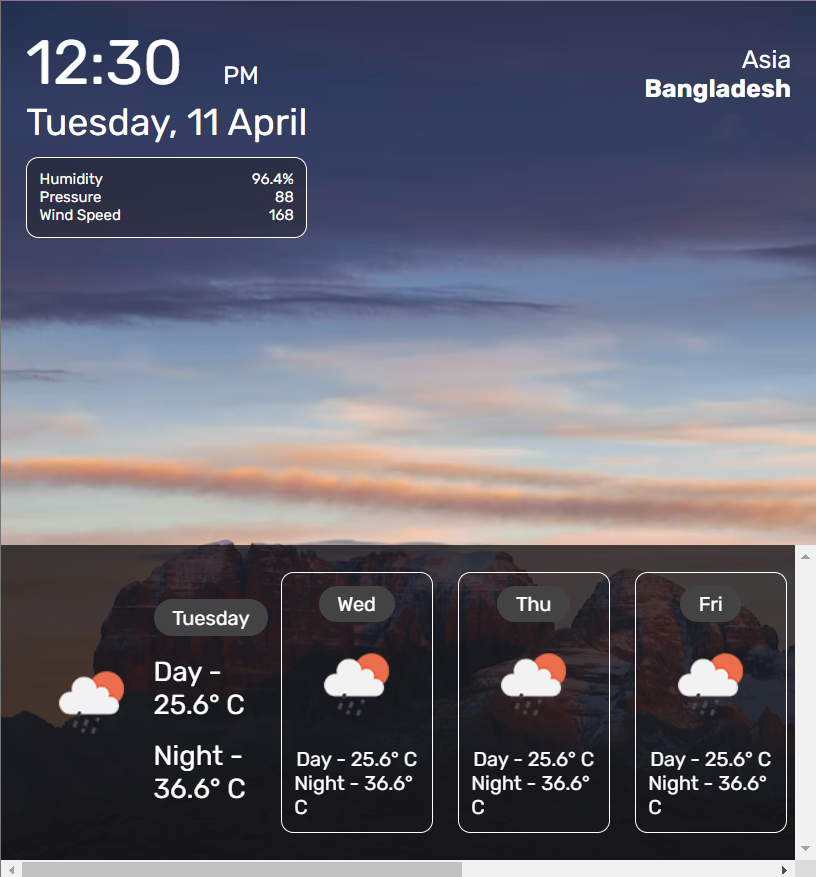 12:30 PM
Tuesday, 11 April
Asia
Bangladesh
Humidity 96.4%
Pressure 88
Wind Speed 168
Tuesday
Day -
25.6° C
Night -
36.6° C
Wed
Day - 25.6° C
Night - 36.6°
C
Thu
Day - 25.6° C
Night - 36.6°
C
Fri
Day - 25.6° C
Night - 36.6°
C